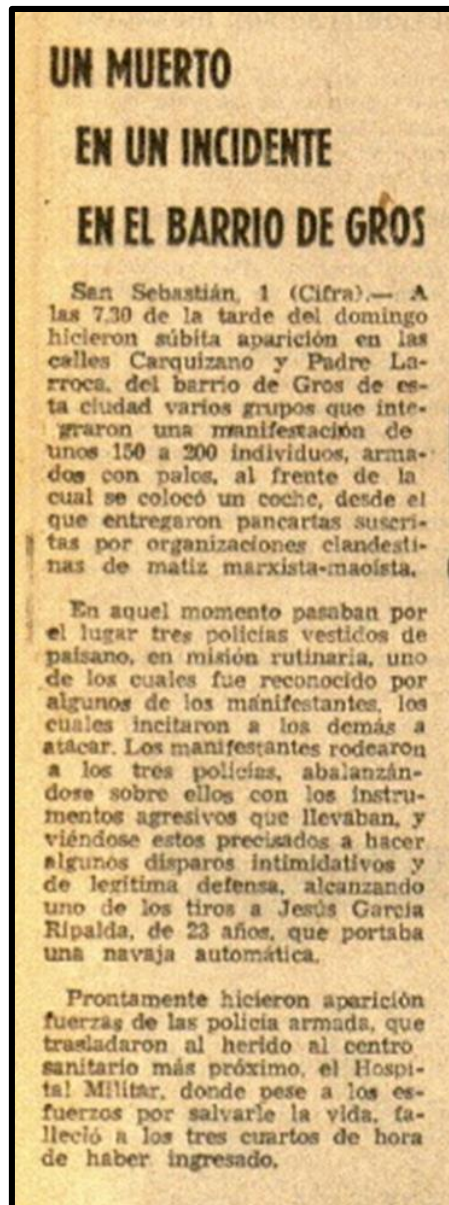 UN MUERTO
EN UN INCIDENTE
EN EL BARRIO DE GROS
San Sebastián, 1 (Cifra).— A
las 7,30 de la tarde del domingo
hicieron súbita aparición en las
calles Carquizano y Padre La-
rroca, del barrio de Gros de es-
ta ciudad varios grupos que inte-
graron una manifestación de
unos 150 a 200 individuos, arma-
dos con palos, al frente de la
cual se colocó un coche, desde el
que entregaron pancartas suscri-
tas por organizaciones clandesti-
nas de matiz marxista-maoísta.
En aquel momento pasaban por
el lugar tres policías vestidos de
paisano, en misión rutinaria, uno
de los cuales fue reconocido por
algunos de los manifestantes, los
cuales incitaron a los demás a
atacar. Los manifestantes rodearon
a los tres policías, abalanzán-
dose sobre ellos con los instru-
mentos agresivos que llevaban, y
viéndose estos precisados a hacer
algunos disparos intimidativos y
de legítima defensa, alcanzando
uno de los tiros a Jesús García
Ripalda, de 23 años, que portaba
una navaja automática.
Prontamente hicieron aparición
fuerzas de las policía armada, que
trasladaron al herido al centro
sanitario más próximo, el Hospi-
tal Militar, donde pese a los es-
fuerzos por salvarle la vida, fa-
lleció a los tres cuartos de hora
de haber ingresado.